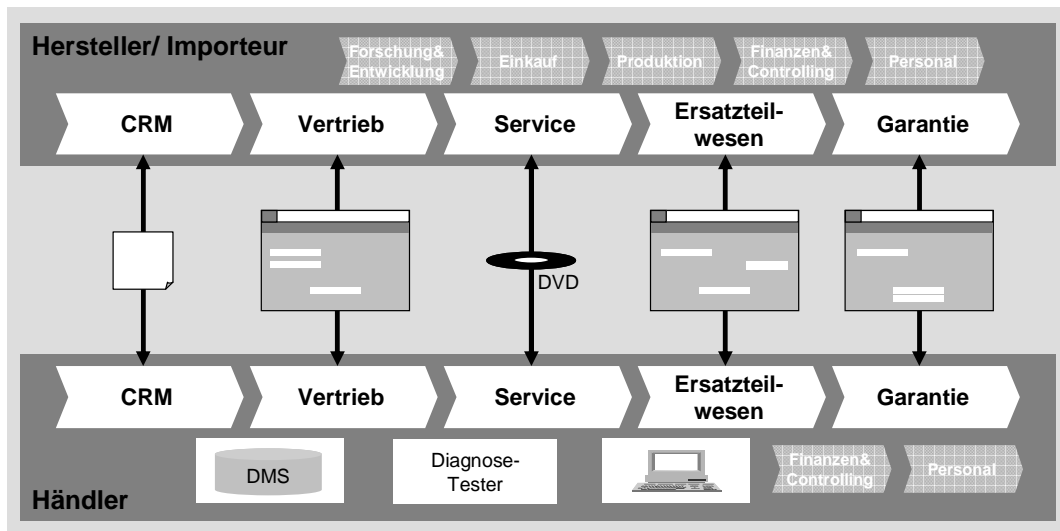 Hersteller/ Importeur
Forschung&
Entwicklung
Einkauf
Produktion
Finanzen&
Controlling
Personal
CRM
Vertrieb
Service
Ersatzteil-
wesen
Garantie
DVD
CRM
Vertrieb
Service
Ersatzteil-
wesen
Garantie
DMS
Diagnose-
Tester
Finanzen&
Controlling
Personal
Händler